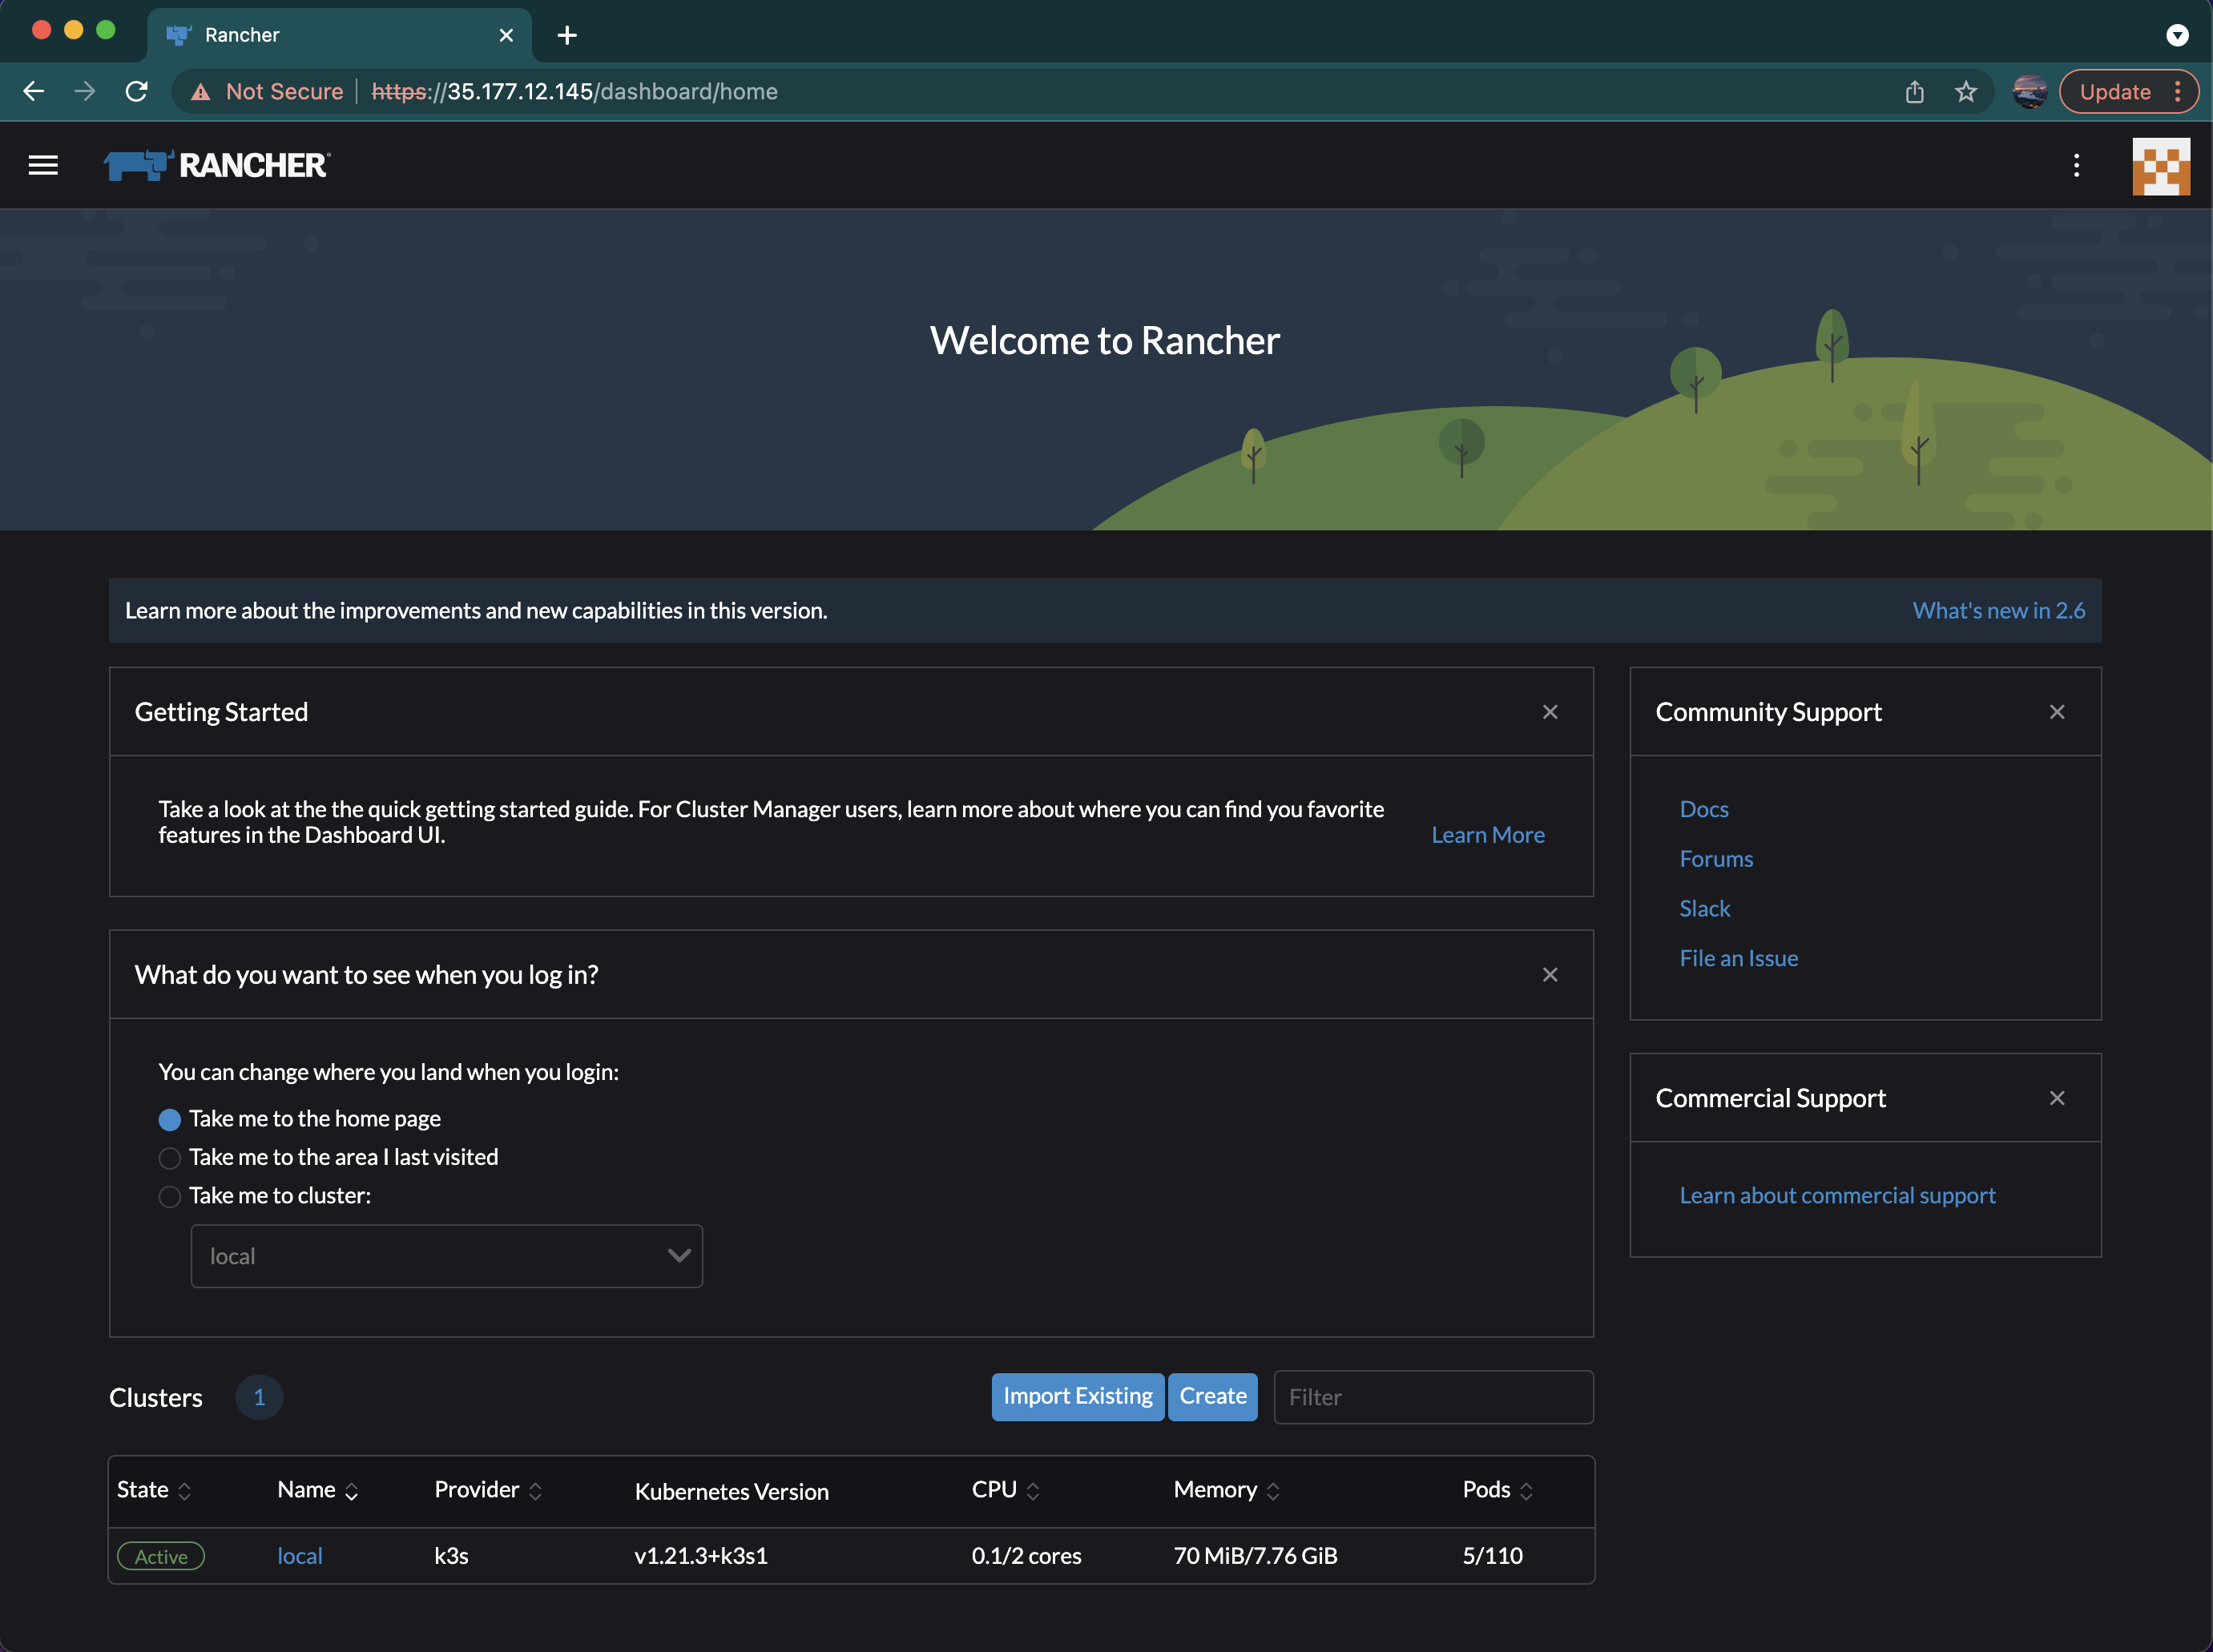 Rancher
Not Secure https://35.177.12.145/dashboard/home
Update
RANCHER®
Welcome to Rancher
Learn more about the improvements and new capabilities in this version.
What's new in 2.6
Getting Started
Take a look at the the quick getting started guide. For Cluster Manager users, learn more about where you can find you favorite
features in the Dashboard UI.
Learn More
Community Support
Docs
Forums
Slack
File an Issue
What do you want to see when you log in?
You can change where you land when you login:
Take me to the home page
Take me to the area I last visited
Take me to cluster:
local
Commercial Support
Learn about commercial support
Clusters 1
Import Existing Create Filter
State Name Provider Kubernetes Version CPU Memory Pods
Active local k3s v1.21.3+k3s1 0.1/2 cores 70 MiB/7.76 GiB 5/110